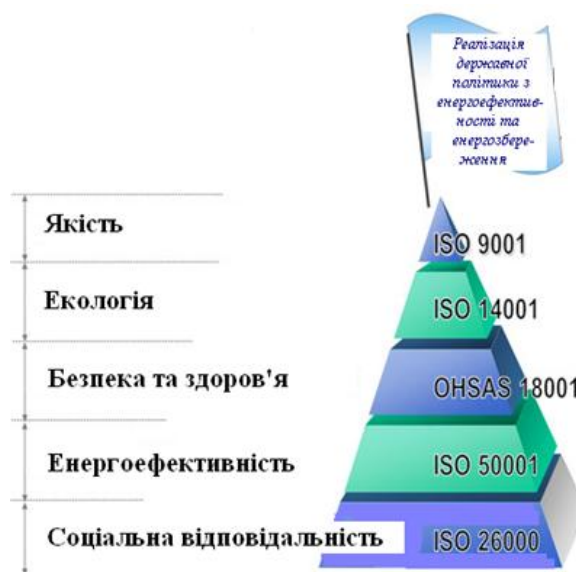 Реалізація
державної
політики з
енергоефектив-
ності та
енергозбере-
ження
Якість
ISO 9001
Екологія
ISO 14001
Безпека та здоров'я
OHSAS 18001
Енергоефективність
ISO 50001
Соціальна відповідальність
ISO 26000